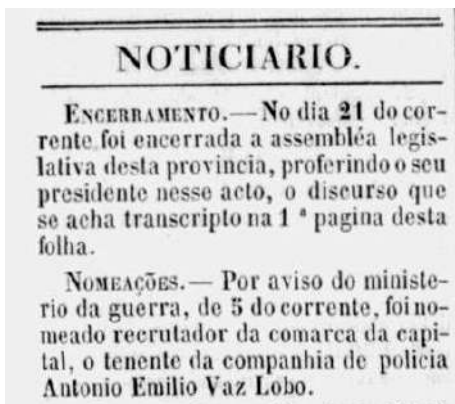 NOTICIARIO.
ENCERRAMENTO.—No dia 21 do cor-
rente foi encerrada a assembléa legis-
lativa desta provincia, proferindo o seu
presidente nesse acto, o discurso que
se acha transcripto na 1 ª pagina desta
folha.
NOMEAÇÕES.— Por aviso do ministe-
rio da guerra, de 5 do corrente, foi no-
meado recrutador da comarca da capi-
tal, o tenente da companhia de policia
Antonio Emilio Vaz Lobo.